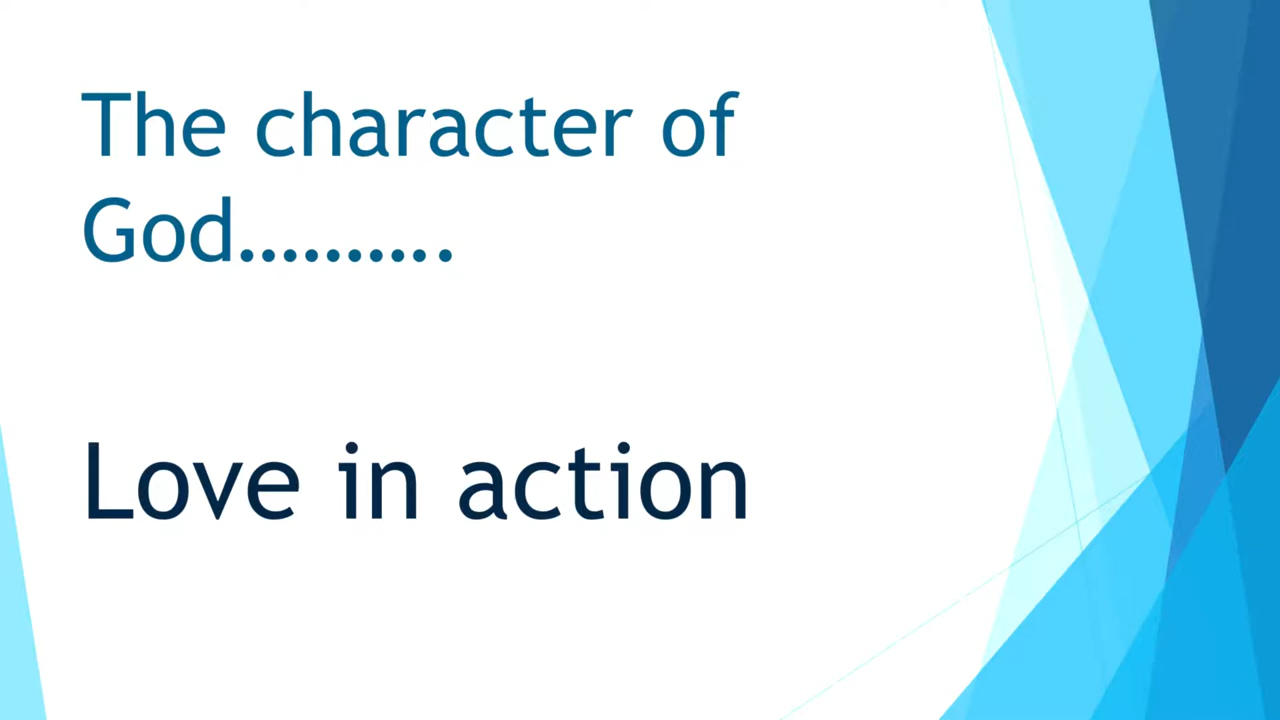 The character of
God……….
Love in action